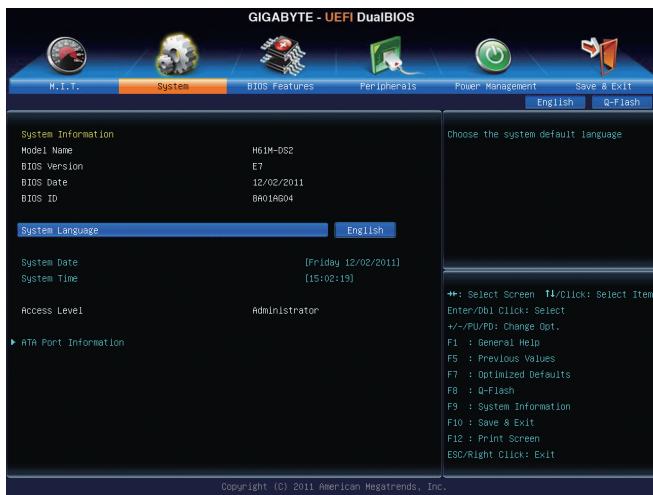 GIGABYTE - UEFI DualBIOS
M.I.T. System BIOS Features Peripherals Power Management Save & Exit
English Q-Flash
System Information
Model Name H61M-DS2
BIOS Version E7
BIOS Date 12/02/2011
BIOS ID BA01AG04
System Language English
System Date [Friday 12/02/2011]
System Time [15:02:19]
Access Level Administrator
ATA Port Information
Choose the system default language
→←: Select Screen ↑↓/Click: Select Item
Enter/Dbl Click: Select
+/-/PU/PD: Change Opt.
F1 : General Help
F5 : Previous Values
F7 : Optimized Defaults
F8 : Q-Flash
F9 : System Information
F10 : Save & Exit
F12 : Print Screen
ESC/Right Click: Exit
Copyright (C) 2011 American Megatrends, Inc.